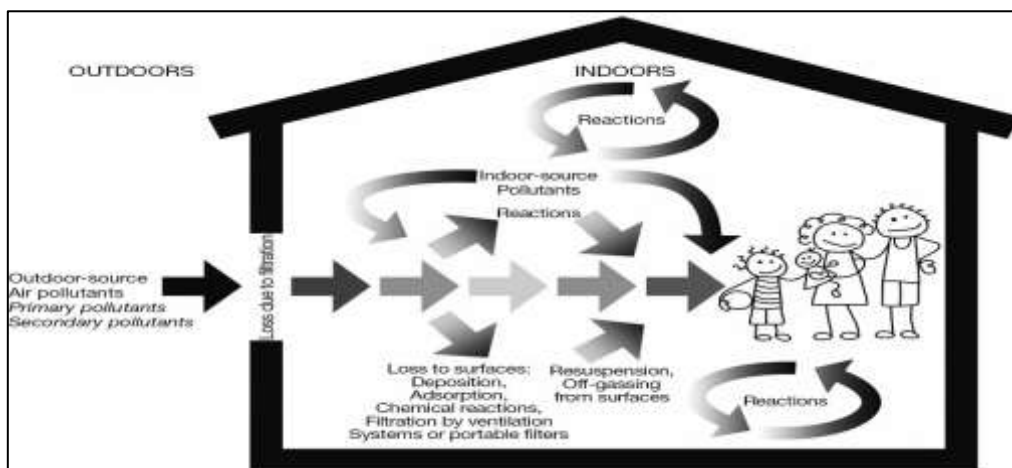 OUTDOORS
INDOORS
Reactions
Indoor-source
Pollutants
Reactions
Loss due to filtration
Outdoor-source
Air pollutants
Primary pollutants
Secondary pollutants
Loss to surfaces:
Deposition,
Adsorption,
Chemical reactions,
Filtration by ventilation
Systems or portable filters
Resuspension,
Off-gassing
from surfaces
Reactions